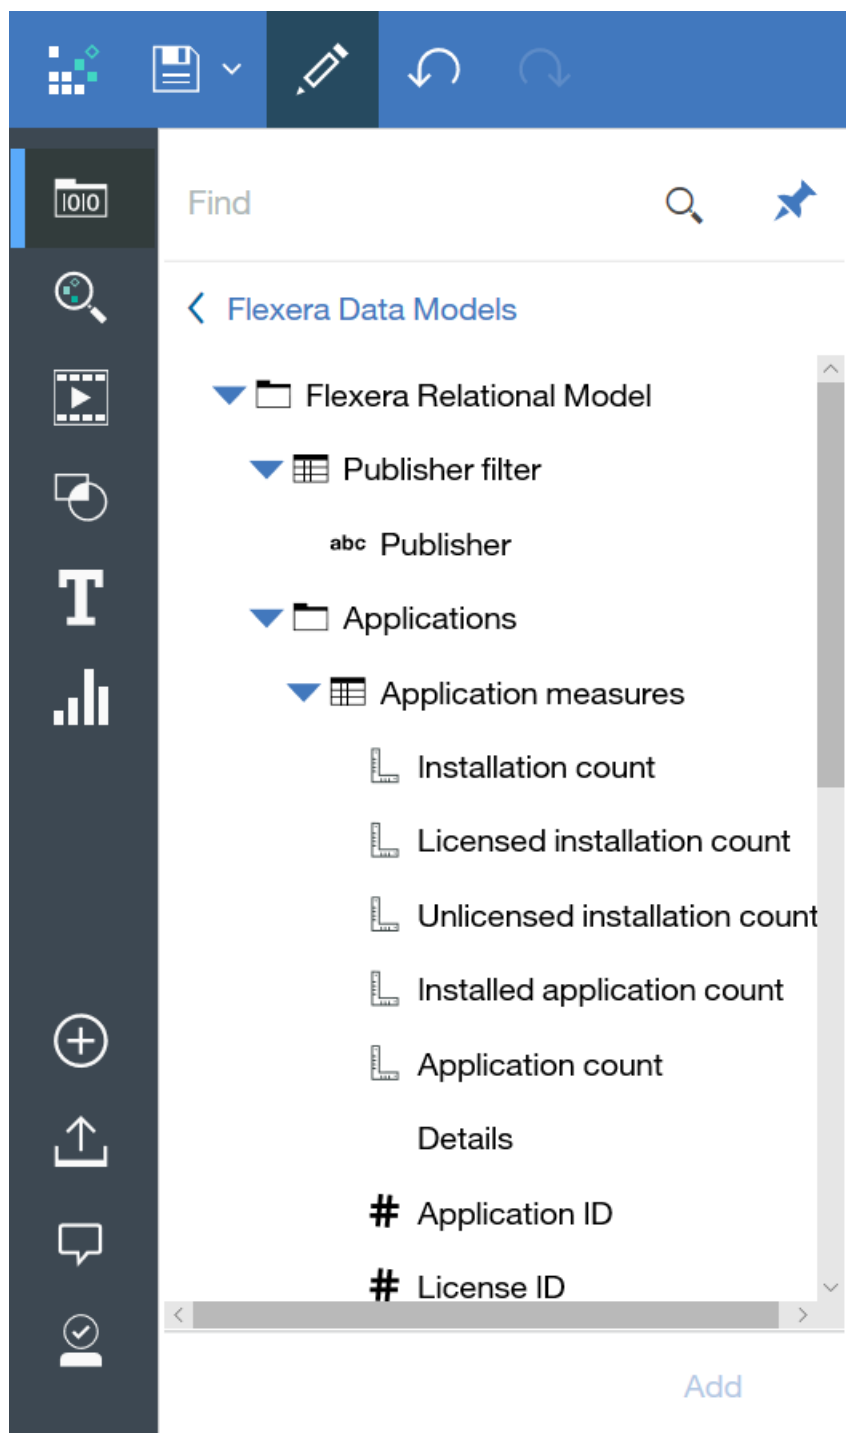 Find
Flexera Data Models
Flexera Relational Model
Publisher filter
abc Publisher
Applications
Application measures
Installation count
Licensed installation count
Unlicensed installation count
Installed application count
Application count
Details
# Application ID
# License ID
Add